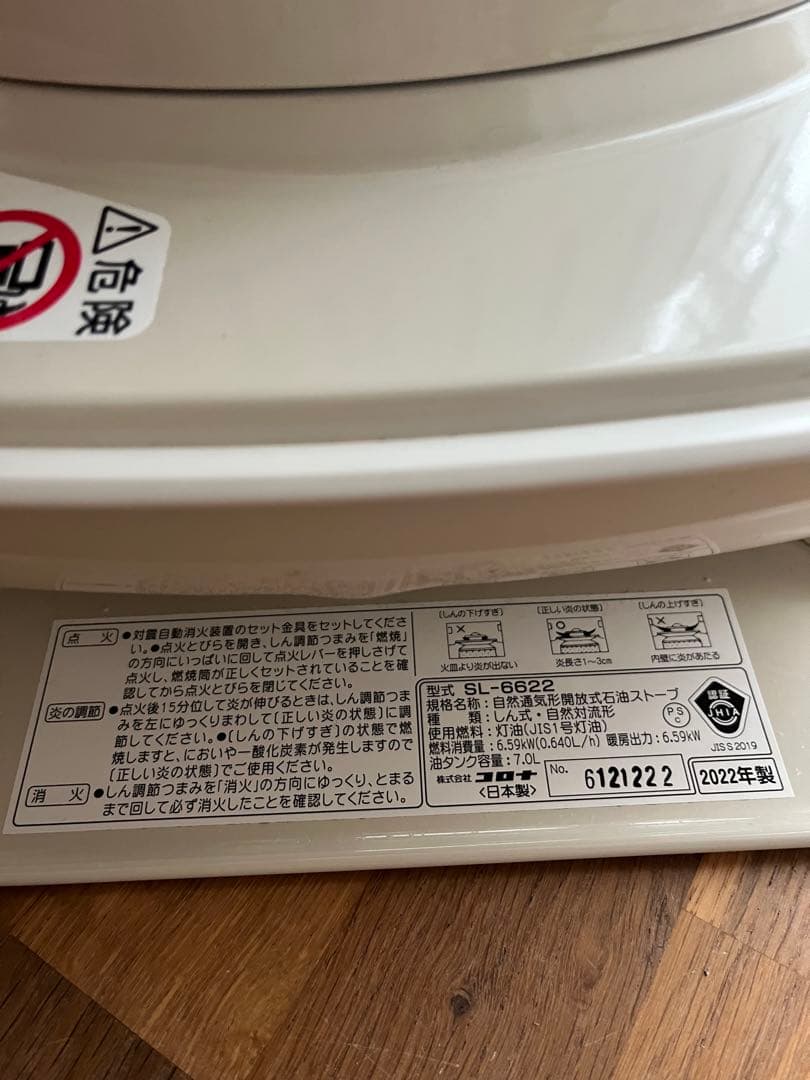 ⚠危険
点火
●対震自動消火装置のセット金具をセットしてくださ
い。●点火とびらを開き、しん調節つまみを「燃焼」
の方向にいっぱいに回して点火レバーを押しさげて
点火し、燃焼筒が正しくセットされていることを確
認してから点火とびらを閉じてください。
炎の調節
●点火後15分位して炎が伸びるときは、しん調節つま
みを左にゆっくりまわして〔正しい炎の状態〕に調
節してください。●〔しんの下げすぎ〕の状態で燃
焼しますと、においや一酸化炭素が発生しますので
〔正しい炎の状態〕でご使用ください。
消火
●しん調節つまみを「消火」の方向にゆっくり、とまる
まで回して必ず消火したことを確認してください。
〔しんの下げすぎ〕
火皿より炎が出ない
〔正しい炎の状態〕
炎長さ1~3cm
〔しんの上げすぎ〕
内壁に炎があたる
型式 SL-6622
規格名称:自然通気形開放式石油ストーブ
種類:しん式・自然対流形
使用燃料:灯油(JIS1号灯油)
燃料消費量:6.59kW(0.640L/h) 暖房出力:6.59kW
油タンク容量:7.0L
株式会社 コロナ
〈日本製〉
No. 6121222
2022年製
PSC
認証
JHIA
JIS S 2019